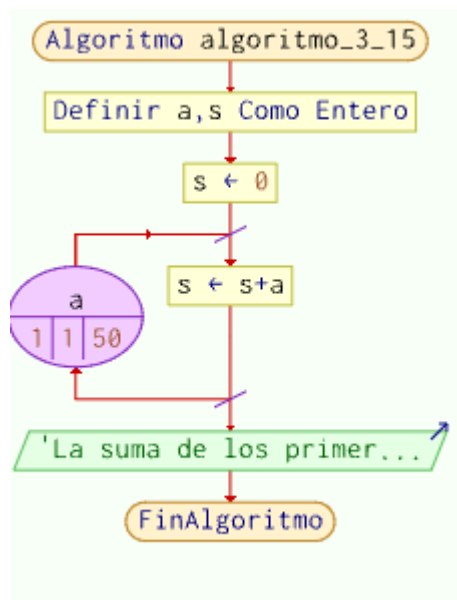 Algoritmo algoritmo_3_15
Definir a,s Como Entero
s ← 0
a
1 1 50
s ← s+a
'La suma de los primer...
FinAlgoritmo